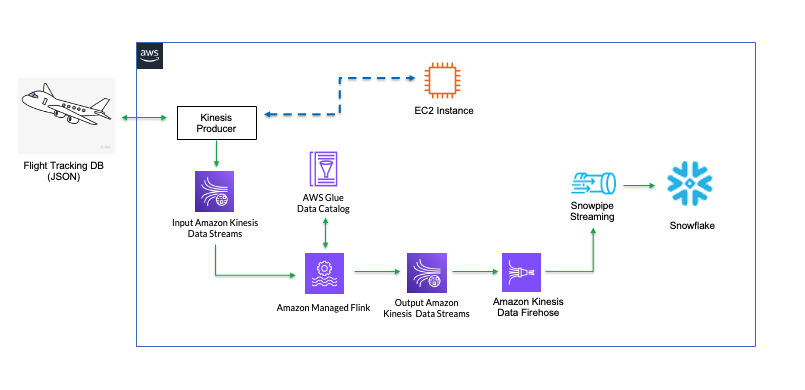 aws
EC2 Instance
Kinesis
Producer
Flight Tracking DB
(JSON)
AWS Glue
Data Catalog
Snowpipe
Streaming
Snowflake
Input Amazon Kinesis
Data Streams
Amazon Managed Flink
Output Amazon
Kinesis Data Streams
Amazon Kinesis
Data Firehose